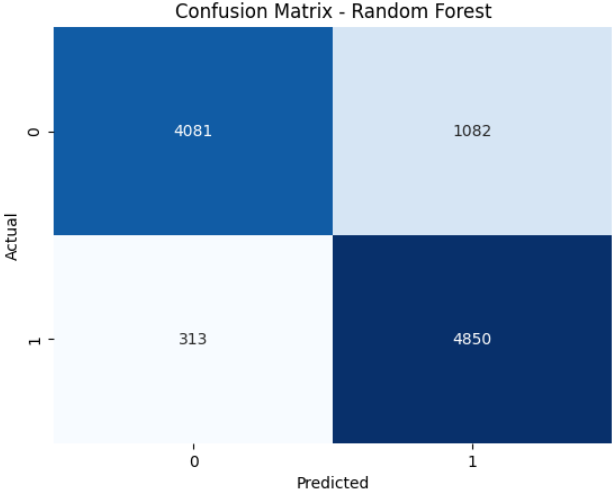 Confusion Matrix - Random Forest
0
4081
1082
Actual
1
313
4850
0
1
Predicted